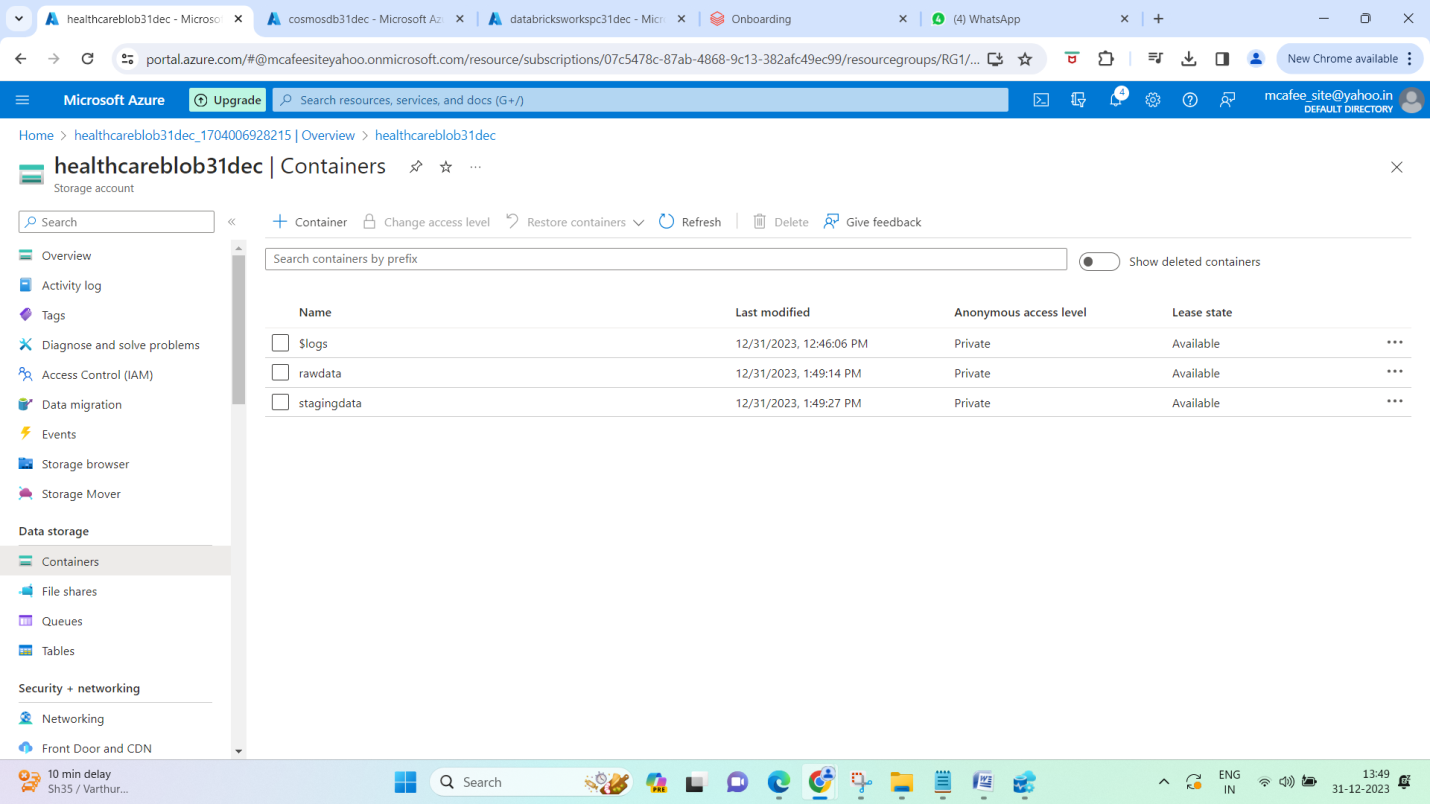 healthcareblob31dec - Microso
cosmosdb31dec - Microsoft Az
databricksworkspc31dec - Micr
Onboarding
(4) WhatsApp
portal.azure.com/#@mcafeesiteyahoo.onmicrosoft.com/resource/subscriptions/07c5478c-87ab-4868-9c13-382afc49ec99/resourcegroups/RG1/...
New Chrome available
Microsoft Azure
Upgrade
Search resources, services, and docs (G+/)
4
mcafee_site@yahoo.in
DEFAULT DIRECTORY
Home > healthcareblob31dec_1704006928215 | Overview > healthcareblob31dec
healthcareblob31dec | Containers
Storage account
Search
Container
Change access level
Restore containers
Refresh
Delete
Give feedback
Search containers by prefix
Show deleted containers
Overview
Activity log
Tags
Diagnose and solve problems
Access Control (IAM)
Data migration
Events
Storage browser
Storage Mover
Data storage
Containers
File shares
Queues
Tables
Security + networking
Networking
Front Door and CDN
Name Last modified Anonymous access level Lease state
$logs 12/31/2023, 12:46:06 PM Private Available
rawdata 12/31/2023, 1:49:14 PM Private Available
stagingdata 12/31/2023, 1:49:27 PM Private Available
10 min delay
Sh35 / Varthur...
Search
PRE
ENG
IN
13:49
31-12-2023